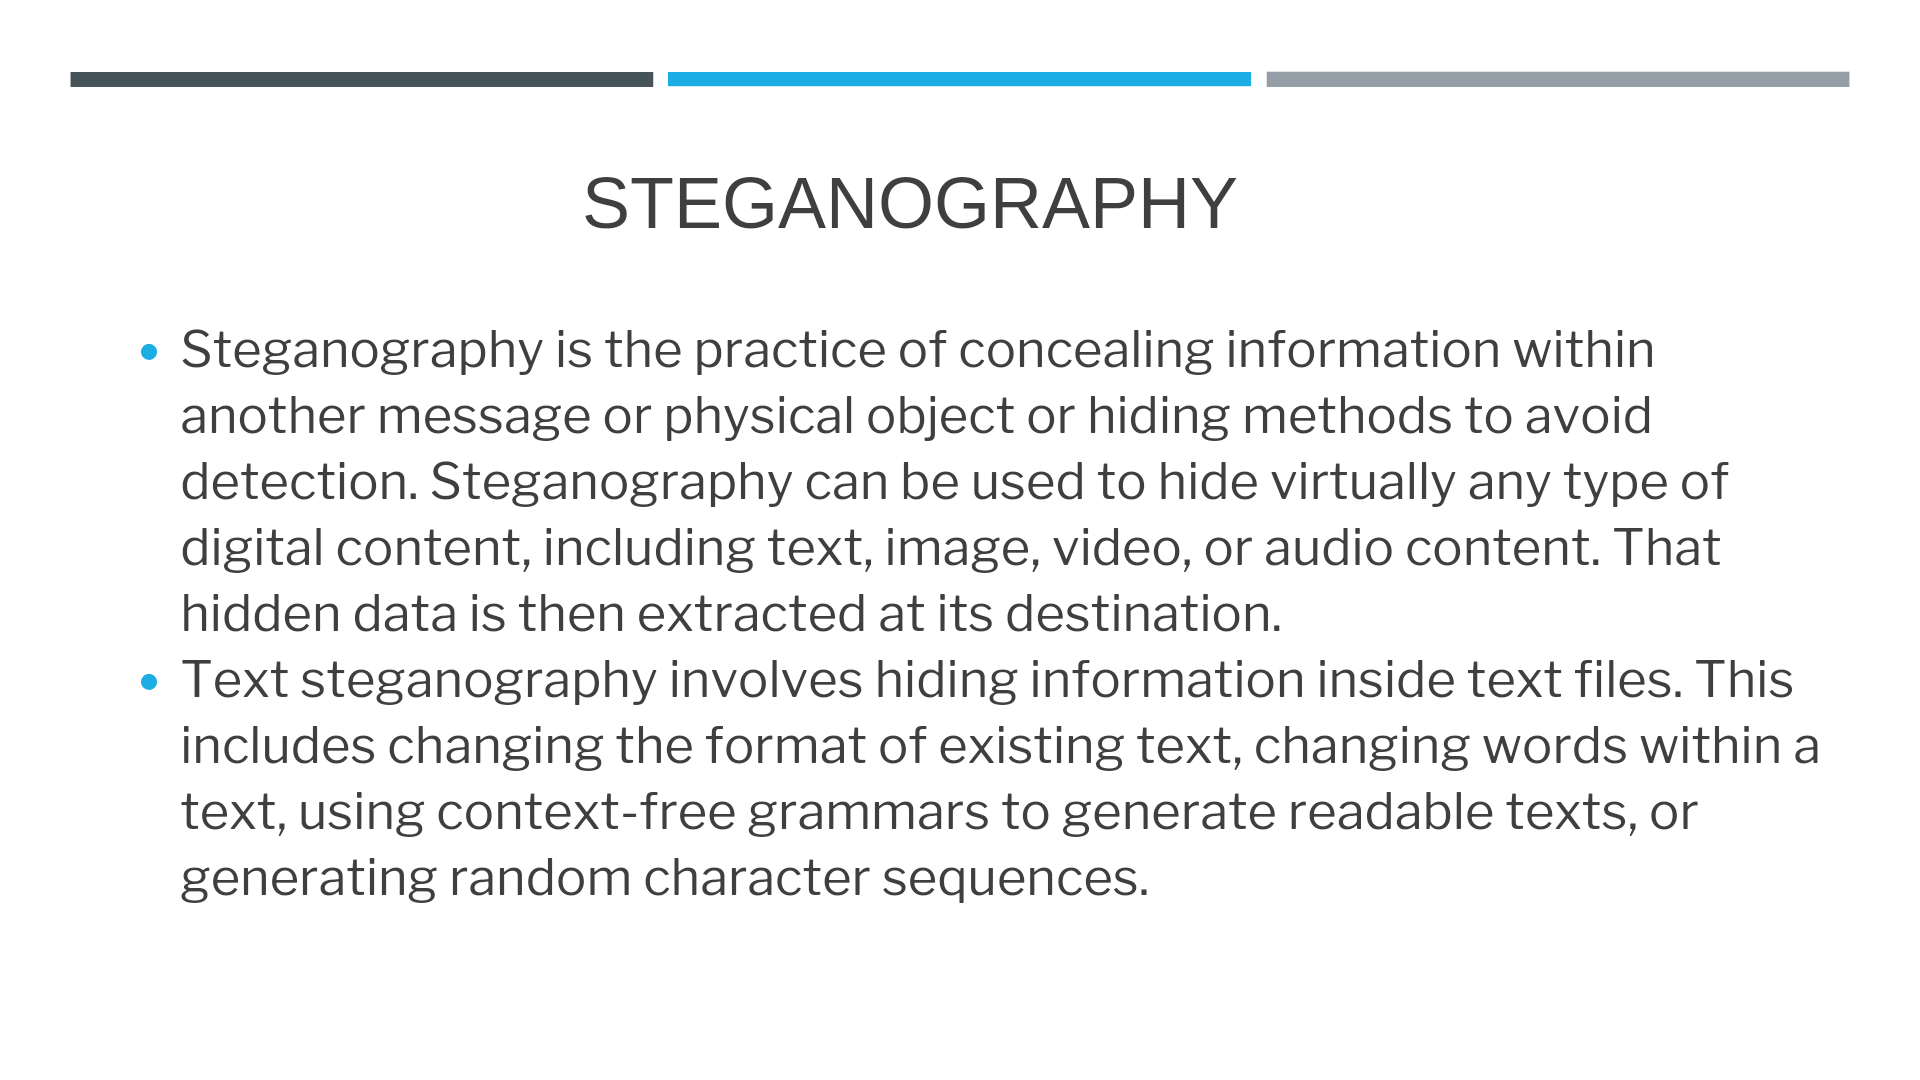 STEGANOGRAPHY
• Steganography is the practice of concealing information within
another message or physical object or hiding methods to avoid
detection. Steganography can be used to hide virtually any type of
digital content, including text, image, video, or audio content. That
hidden data is then extracted at its destination.
• Text steganography involves hiding information inside text files. This
includes changing the format of existing text, changing words within a
text, using context-free grammars to generate readable texts, or
generating random character sequences.